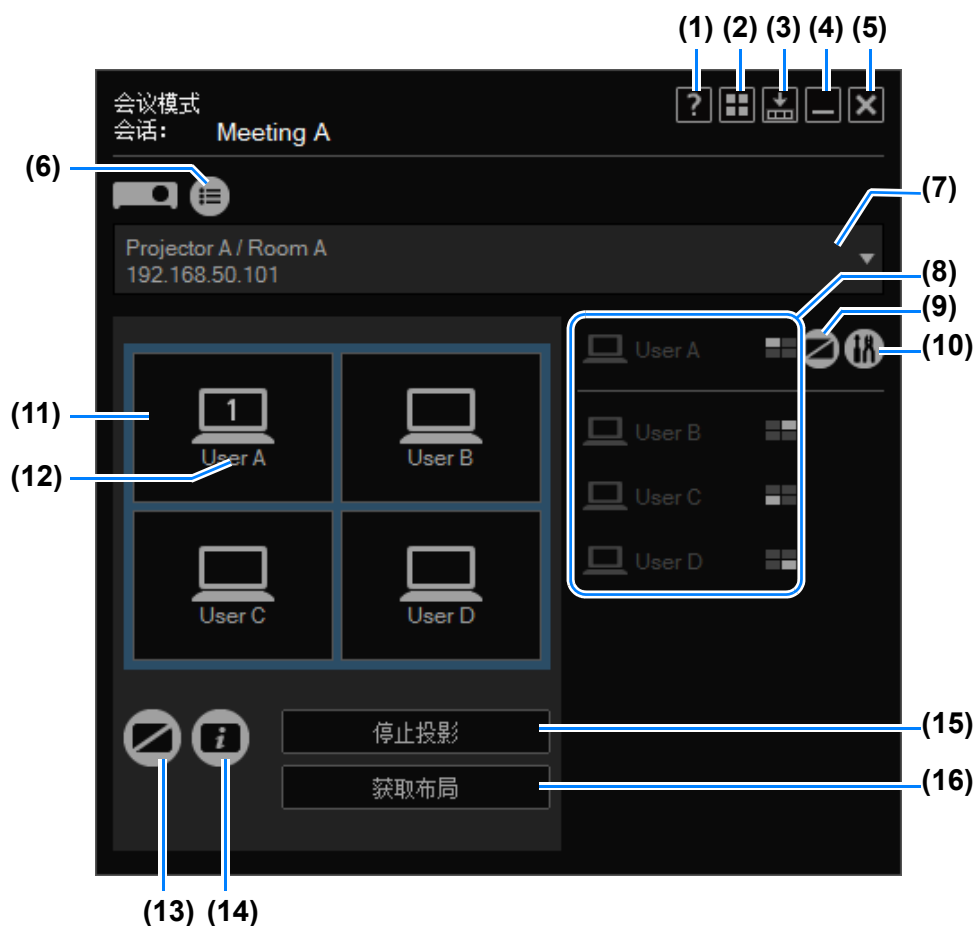 (1) (2) (3) (4) (5)
?
会议模式
会话： Meeting A
(6)
(7)
Projector A / Room A
192.168.50.101
(8)
(9)
User A
(10)
(11)
1
User A
User B
User B
(12)
User C
User D
User C
User D
i
停止投影
(15)
获取布局
(16)
(13) (14)